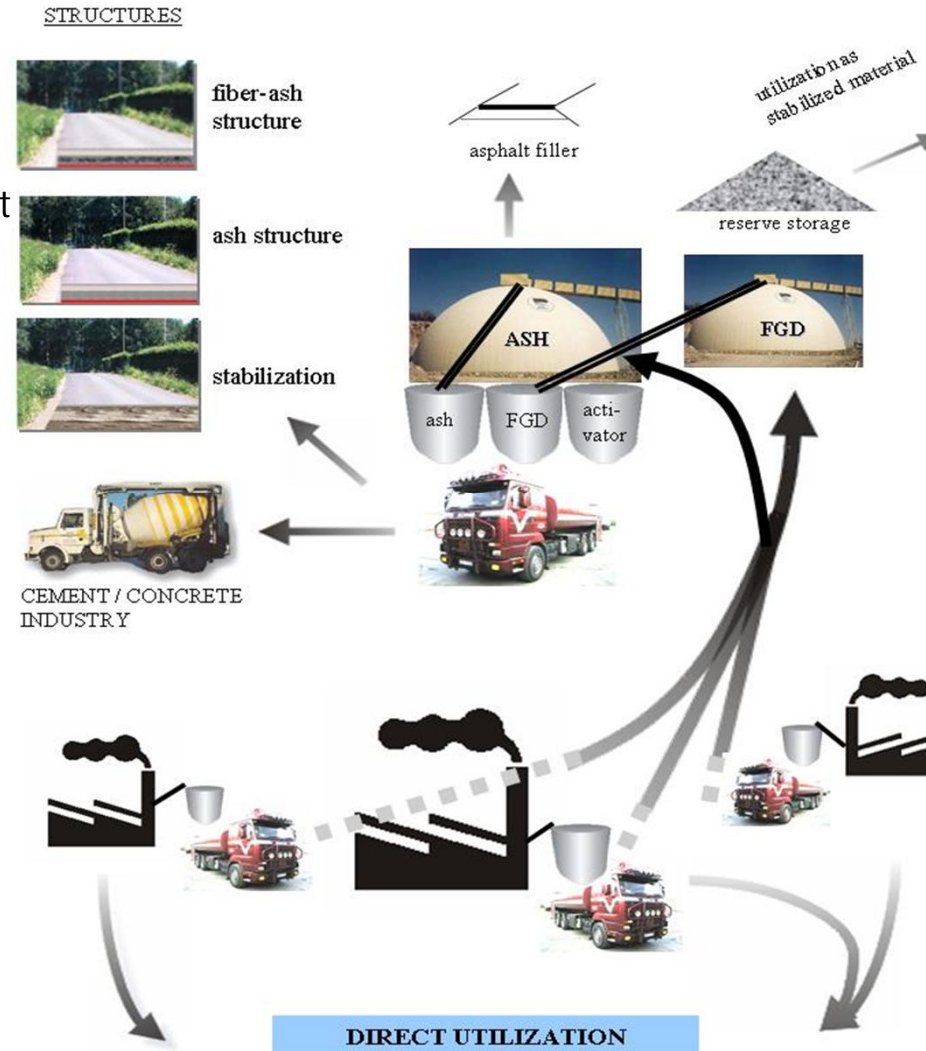 STRUCTURES
fiber-ash
structure
t
ash structure
stabilization
asphalt filler
utilization as
stabilized material
reserve storage
ASH
FGD
ash
FGD
acti-
vator
CEMENT / CONCRETE
INDUSTRY
DIRECT UTILIZATION